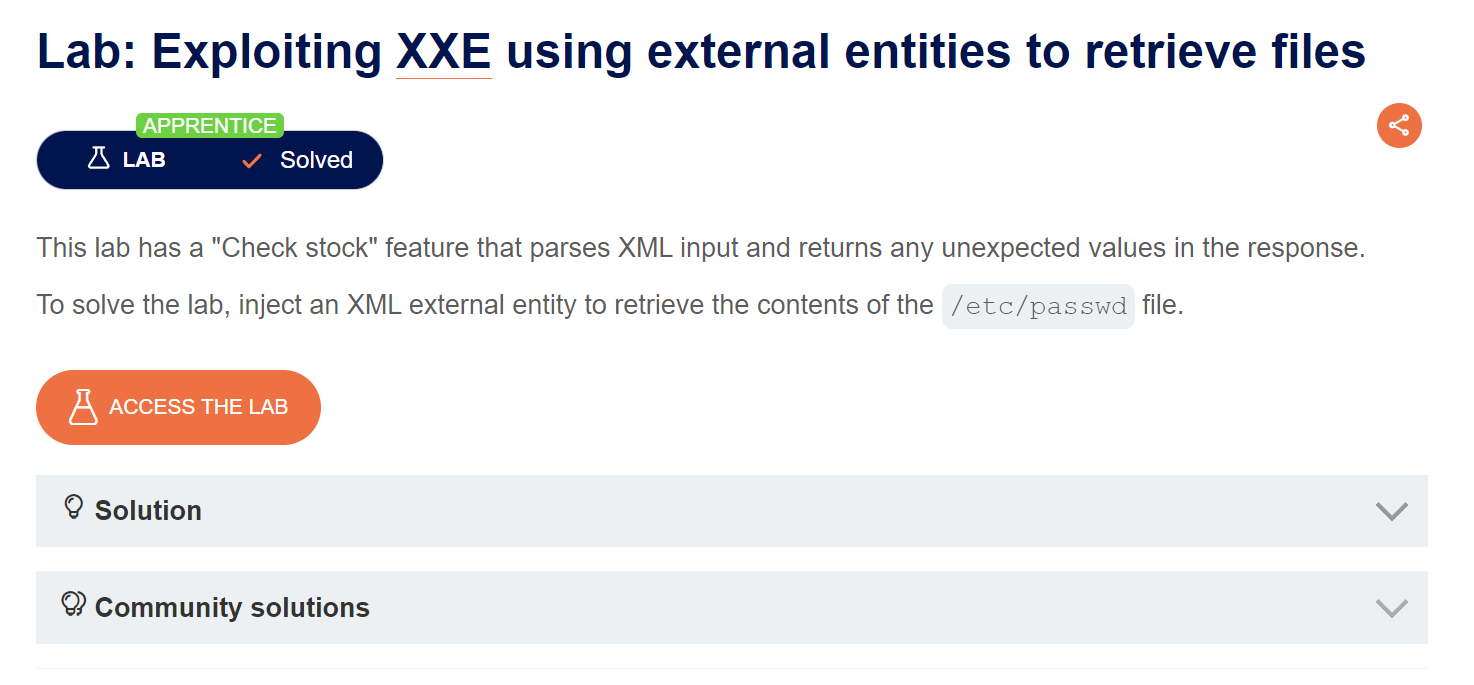 Lab: Exploiting XXE using external entities to retrieve files
APPRENTICE
LAB Solved
This lab has a "Check stock" feature that parses XML input and returns any unexpected values in the response.
To solve the lab, inject an XML external entity to retrieve the contents of the /etc/passwd file.
ACCESS THE LAB
Solution
Community solutions